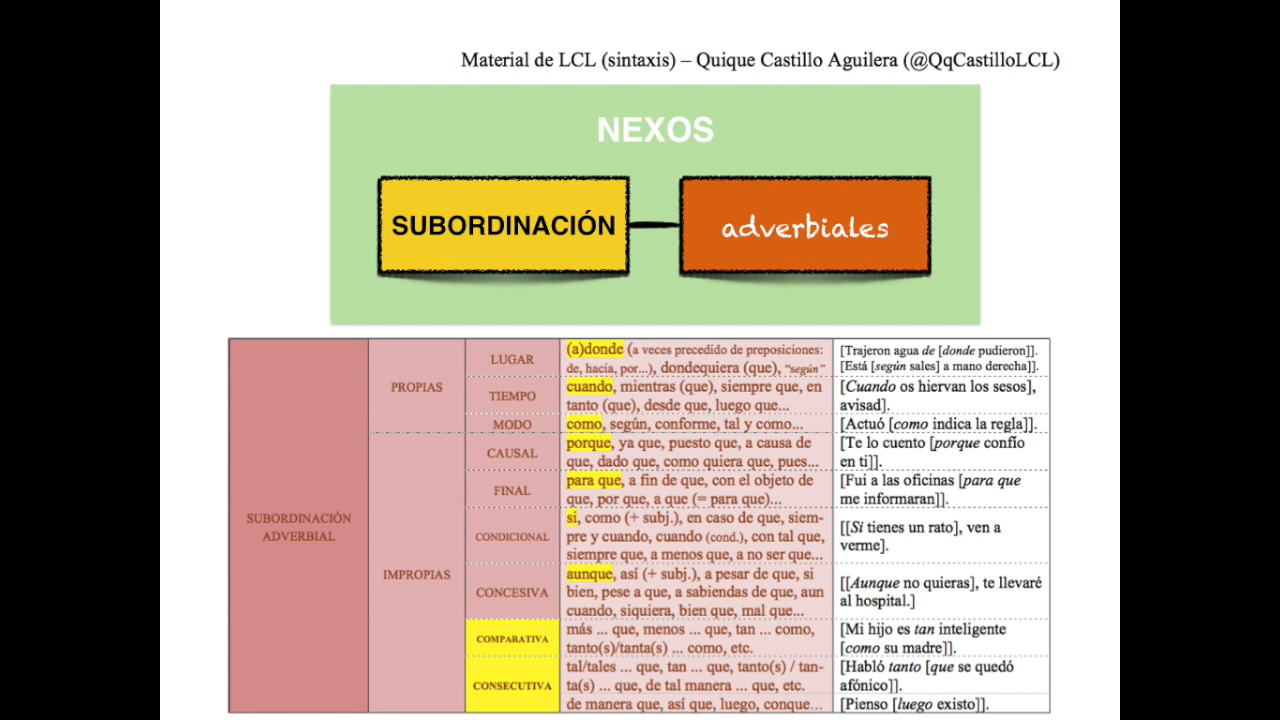 Material de LCL (sintaxis) – Quique Castillo Aguilera (@QqCastilloLCL)
NEXOS
SUBORDINACIÓN
adverbiales
SUBORDINACIÓN
ADVERBIAL
PROPIAS
LUGAR
(a)donde (a veces precedido de preposiciones:
de, hacia, por...), dondequiera (que), "según"
[Trajeron agua de [donde pudieron]].
[Está [según sales] a mano derecha]].
TIEMPO
cuando, mientras (que), siempre que, en
tanto (que), desde que, luego que...
[Cuando os hiervan los sesos],
avisad].
MODO
como, según, conforme, tal y como...
[Actuó [como indica la regla]].
IMPROPIAS
CAUSAL
porque, ya que, puesto que, a causa de
que, dado que, como quiera que, pues...
[Te lo cuento [porque confío
en ti]].
FINAL
para que, a fin de que, con el objeto de
que, por que, a que (= para que)...
[Fui a las oficinas [para que
me informaran]].
CONDICIONAL
si, como (+ subj.), en caso de que, siem-
pre y cuando, cuando (cond.), con tal que,
siempre que, a menos que, a no ser que...
[[Si tienes un rato], ven a
verme].
CONCESIVA
aunque, así (+ subj.), a pesar de que, si
bien, pese a que, a sabiendas de que, aun
cuando, siquiera, bien que, mal que...
[[Aunque no quieras], te llevaré
al hospital.]
COMPARATIVA
más ... que, menos ... que, tan ... como,
tanto(s)/tanta(s) ... como, etc.
[Mi hijo es tan inteligente
[como su madre]].
CONSECUTIVA
tal/tales ... que, tan ... que, tanto(s) / tan-
ta(s) ... que, de tal manera ... que, etc.
[Habló tanto [que se quedó
afónico]].
de manera que, así que, luego, conque...
[Pienso [luego existo]].